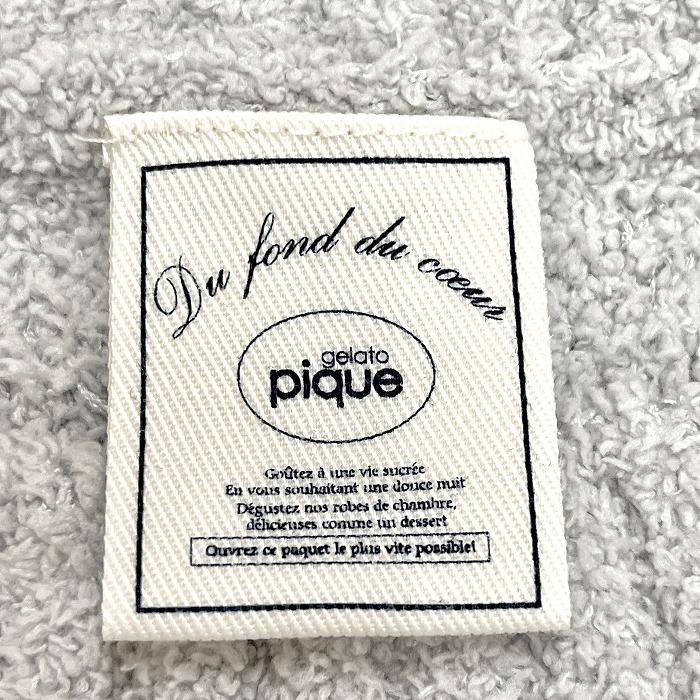 Du fond du cœur
gelato
pique
Goûtez à une vie sucrée
En vous souhaitant une douce nuit
Dégustez nos robes de chambre,
délicieuses comme un dessert
Ouvrez ce paquet le plus vite possible!